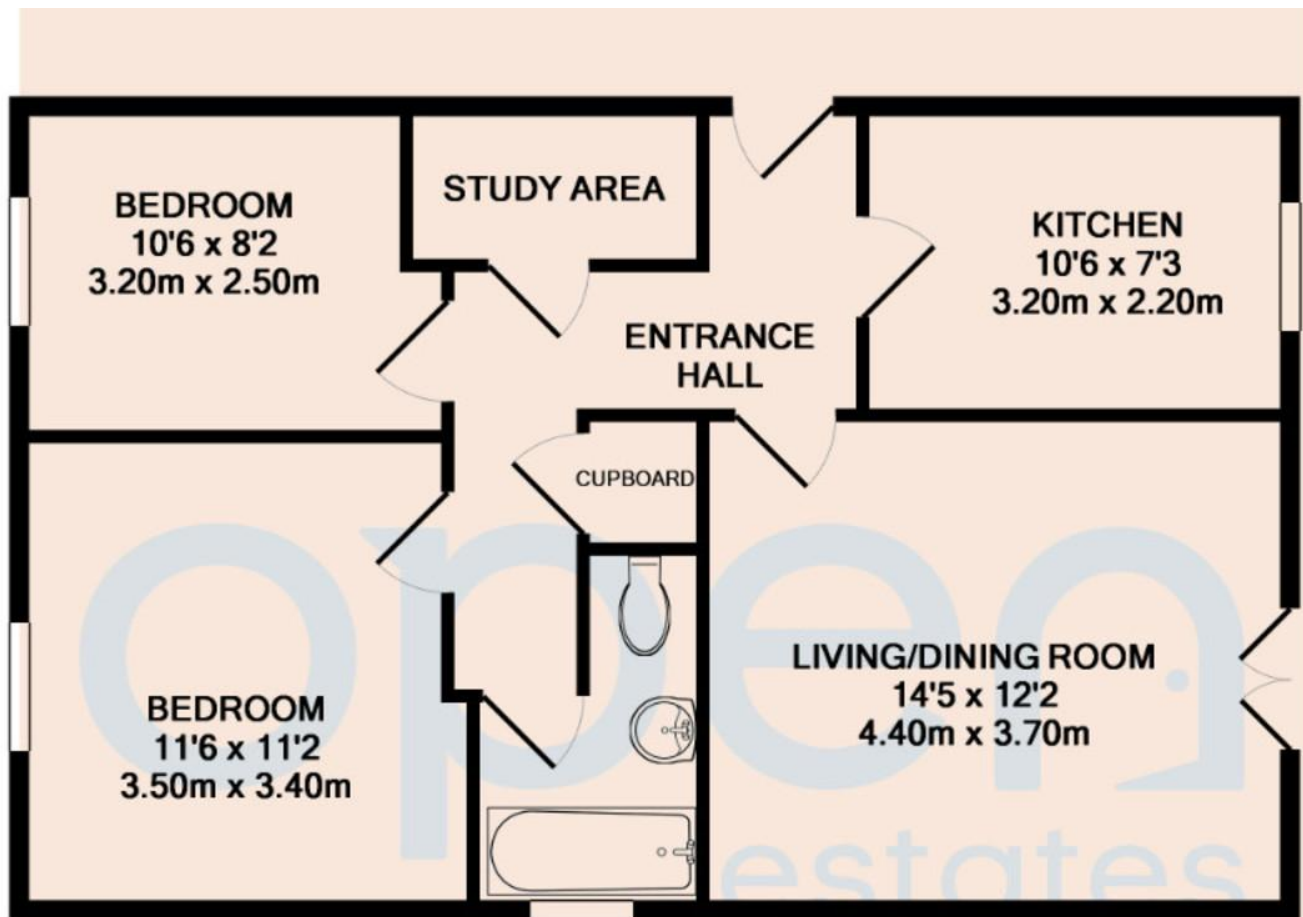 BEDROOM
10'6 x 8'2
3.20m x 2.50m
STUDY AREA
KITCHEN
10'6 x 7'3
3.20m x 2.20m
ENTRANCE
HALL
CUPBOARD
BEDROOM
11'6 x 11'2
3.50m x 3.40m
LIVING/DINING ROOM
14'5 x 12'2
4.40m x 3.70m
open
estates